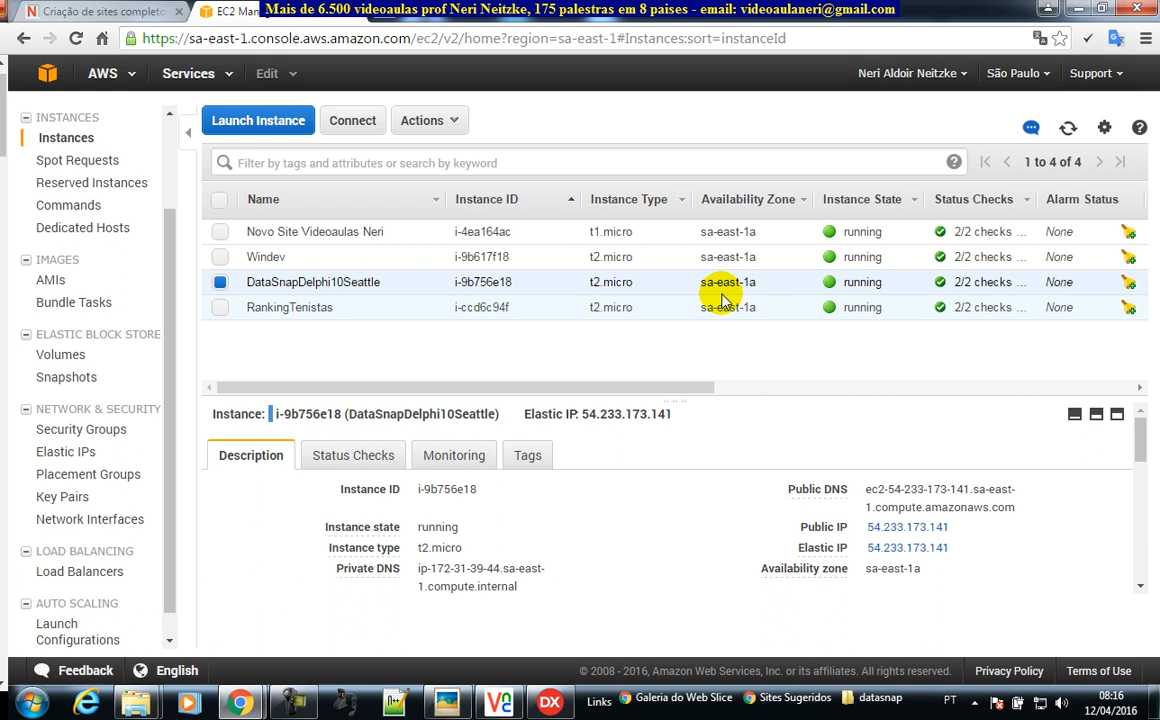 Criação de sites completo
EC2 Man
Mais de 6.500 videoaulas prof Neri Neitzke, 175 palestras em 8 paises - email: videoaulaneri@gmail.com
https://sa-east-1.console.aws.amazon.com/ec2/v2/home?region=sa-east-1#Instances:sort=instanceId
AWS Services Edit Neri Aldoir Neitzke São Paulo Support
INSTANCES
Instances
Spot Requests
Reserved Instances
Commands
Dedicated Hosts
IMAGES
AMIs
Bundle Tasks
ELASTIC BLOCK STORE
Volumes
Snapshots
NETWORK & SECURITY
Security Groups
Elastic IPs
Placement Groups
Key Pairs
Network Interfaces
LOAD BALANCING
Load Balancers
AUTO SCALING
Launch
Configurations
Launch Instance Connect Actions
Filter by tags and attributes or search by keyword
1 to 4 of 4
Name Instance ID Instance Type Availability Zone Instance State Status Checks Alarm Status
Novo Site Videoaulas Neri i-4ea164ac t1.micro sa-east-1a running 2/2 checks ... None
Windev i-9b617f18 t2.micro sa-east-1a running 2/2 checks ... None
DataSnapDelphi10Seattle i-9b756e18 t2.micro sa-east-1a running 2/2 checks ... None
RankingTenistas i-ccd6c94f t2.micro sa-east-1a running 2/2 checks ... None
Instance: i-9b756e18 (DataSnapDelphi10Seattle) Elastic IP: 54.233.173.141
Description Status Checks Monitoring Tags
Instance ID i-9b756e18
Instance state running
Instance type t2.micro
Private DNS ip-172-31-39-44.sa-east-
1.compute.internal
Public DNS ec2-54-233-173-141.sa-east-
1.compute.amazonaws.com
Public IP 54.233.173.141
Elastic IP 54.233.173.141
Availability zone sa-east-1a
Feedback English © 2008 - 2016, Amazon Web Services, Inc. or its affiliates. All rights reserved. Privacy Policy Terms of Use
Links Galeria do Web Slice Sites Sugeridos datasnap PT 08:16
12/04/2016